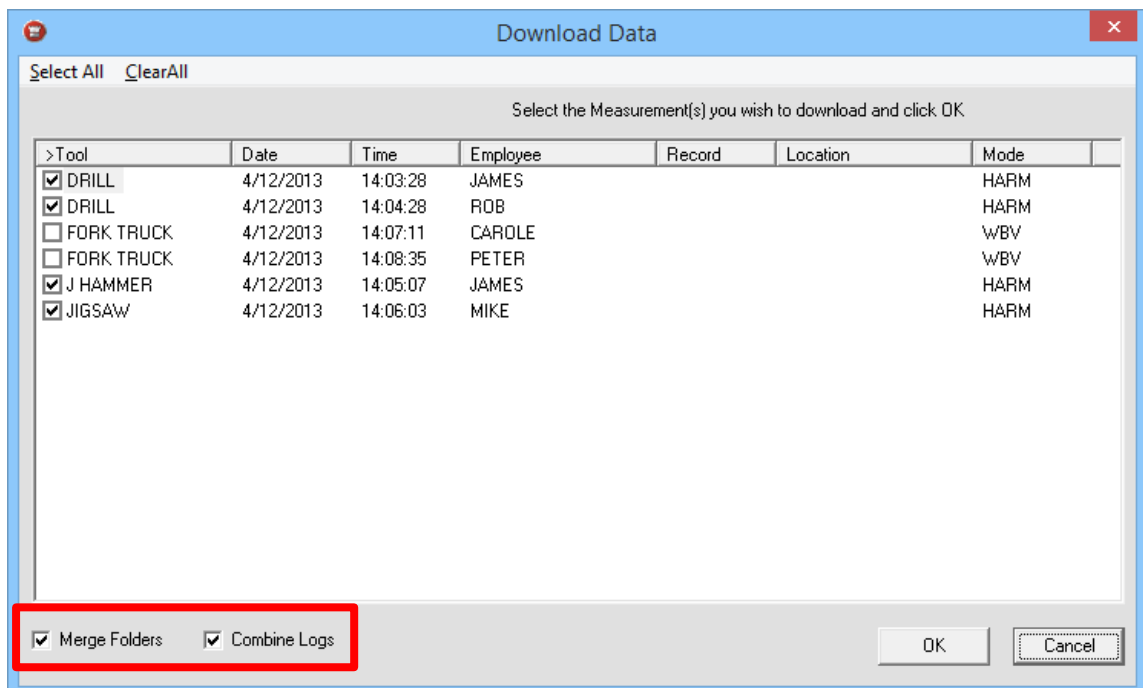 Download Data
Select All ClearAll
Select the Measurement(s) you wish to download and click OK
>Tool Date Time Employee Record Location Mode
DRILL 4/12/2013 14:03:28 JAMES HARM
DRILL 4/12/2013 14:04:28 ROB HARM
FORK TRUCK 4/12/2013 14:07:11 CAROLE WBV
FORK TRUCK 4/12/2013 14:08:35 PETER WBV
J HAMMER 4/12/2013 14:05:07 JAMES HARM
JIGSAW 4/12/2013 14:06:03 MIKE HARM
Merge Folders Combine Logs OK Cancel